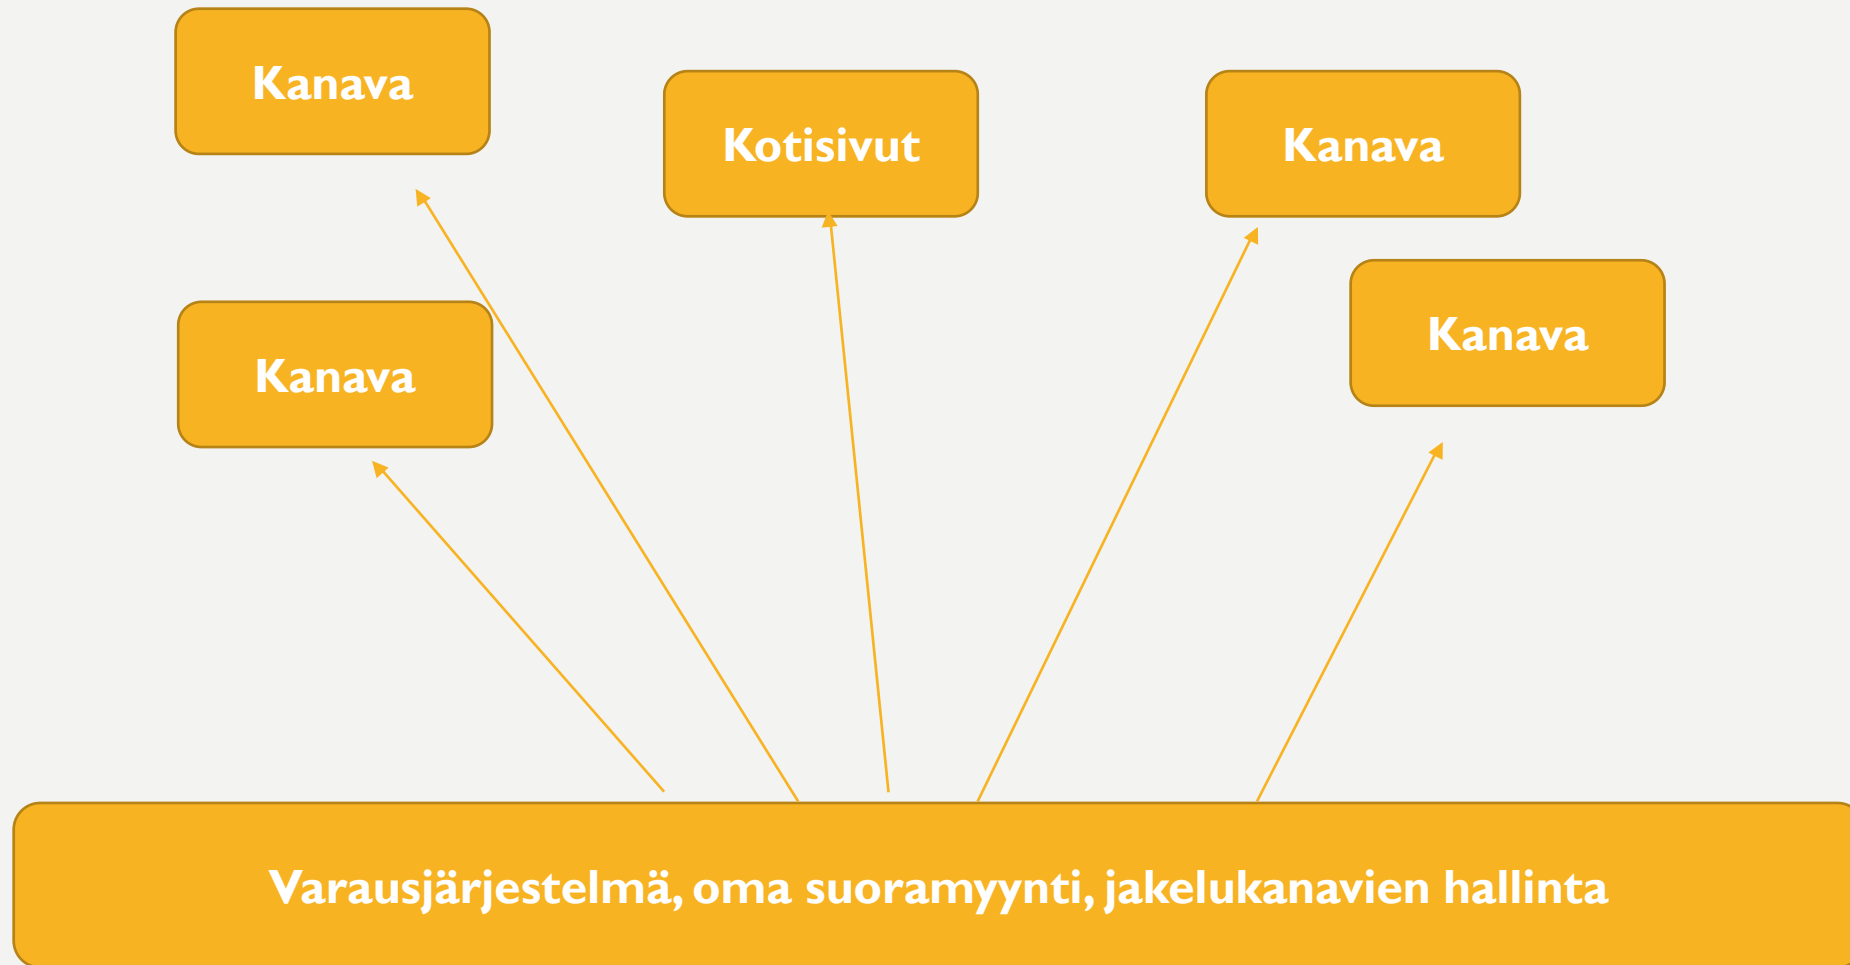 Kanava
Kotisivut
Kanava
Kanava
Kanava
Varausjärjestelmä, oma suoramyynti, jakelukanavien hallinta